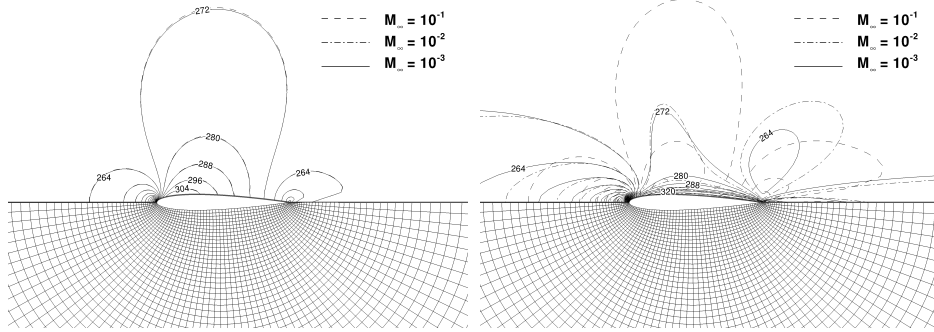 272
M∞ = 10-1
M∞ = 10-2
M∞ = 10-3
280
288
264
296
304
264
M∞ = 10-1
M∞ = 10-2
M∞ = 10-3
272
264
264
280
288
320